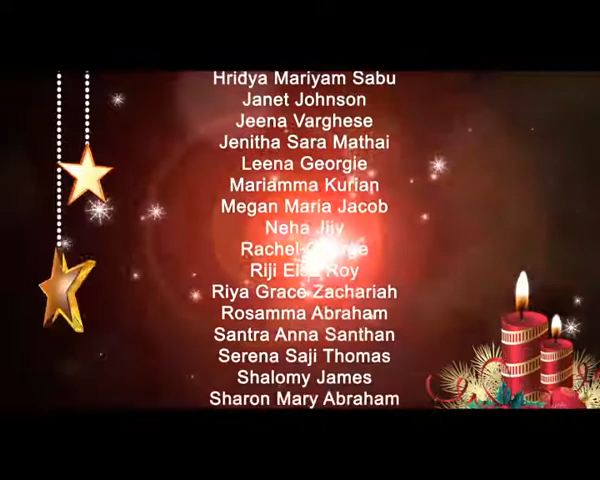 Hridya Mariyam Sabu
Janet Johnson
Jeena Varghese
Jenitha Sara Mathai
Leena Georgie
Mariamma Kurian
Megan Maria Jacob
Neha Jijy
Rachel
Riji Roy
Riya Grace Zachariah
Rosamma Abraham
Santra Anna Santhan
Serena Saji Thomas
Shalomy James
Sharon Mary Abraham